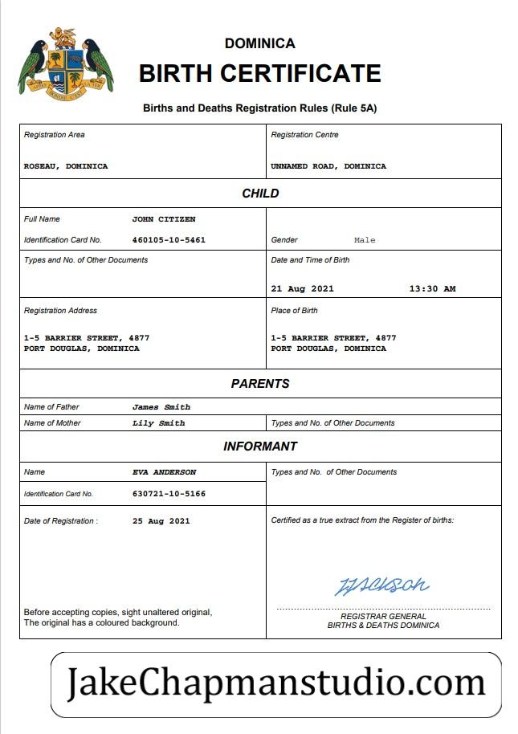 DOMINICA
BIRTH CERTIFICATE
Births and Deaths Registration Rules (Rule 5A)
Registration Area
Registration Centre
ROSEAU, DOMINICA
UNNAMED ROAD, DOMINICA
CHILD
Full Name JOHN CITIZEN
Identification Card No. 460105-10-5461
Gender Male
Types and No. of Other Documents
Date and Time of Birth
21 Aug 2021 13:30 AM
Registration Address
Place of Birth
1-5 BARRIER STREET, 4877
PORT DOUGLAS, DOMINICA
1-5 BARRIER STREET, 4877
PORT DOUGLAS, DOMINICA
PARENTS
Name of Father James Smith
Name of Mother Lily Smith
Types and No. of Other Documents
INFORMANT
Name EVA ANDERSON
Types and No. of Other Documents
Identification Card No. 630721-10-5166
Date of Registration : 25 Aug 2021
Certified as a true extract from the Register of births:
Before accepting copies, sight unaltered original,
The original has a coloured background.
REGISTRAR GENERAL
BIRTHS & DEATHS DOMINICA
JakeChapmanstudio.com